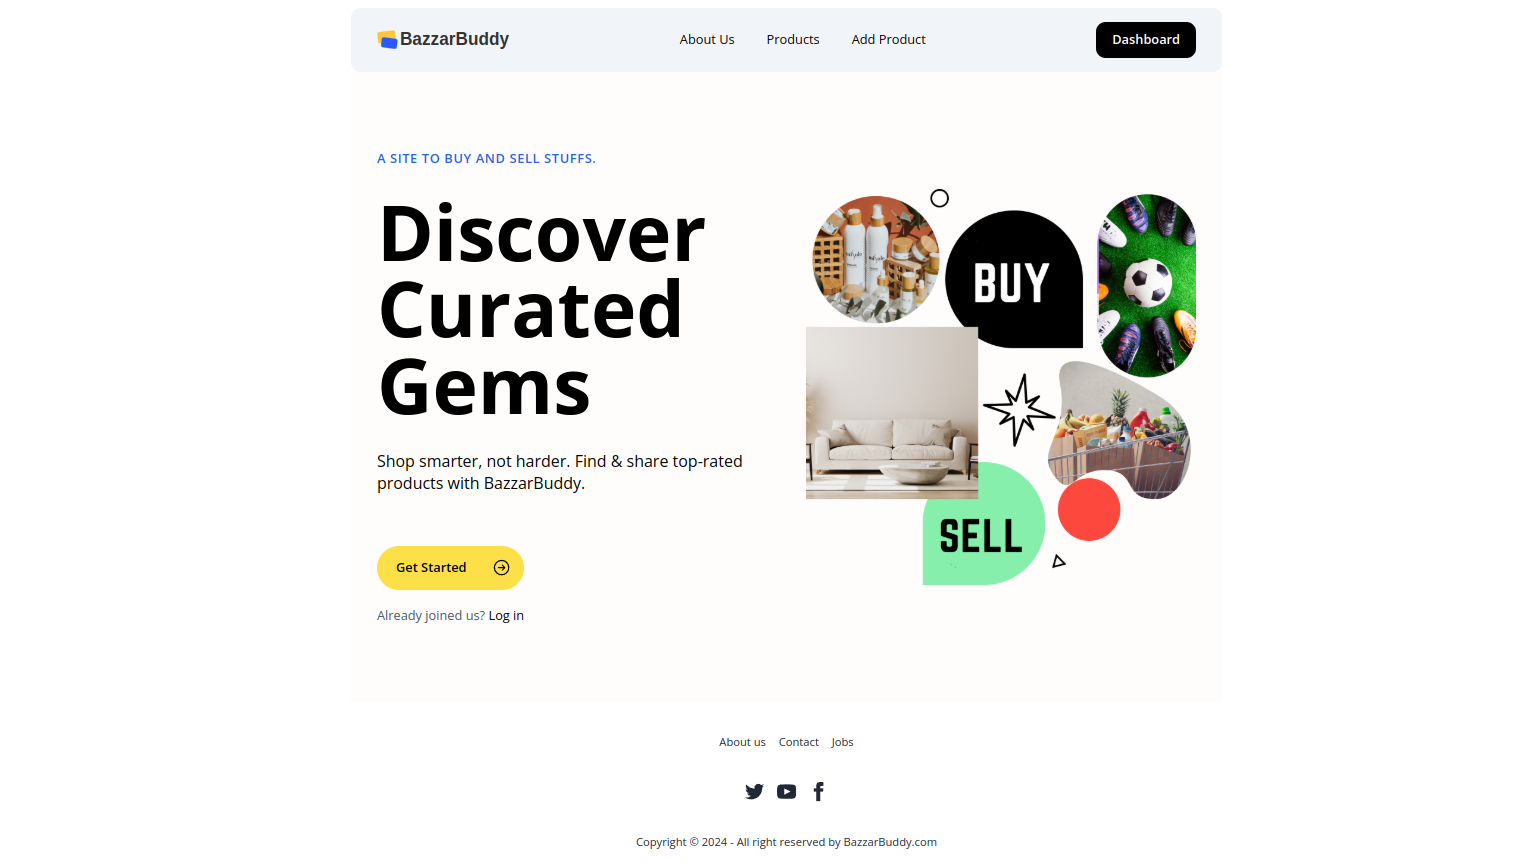 BazzarBuddy
About Us
Products
Add Product
Dashboard
A SITE TO BUY AND SELL STUFFS.
Discover
Curated
Gems
Shop smarter, not harder. Find & share top-rated
products with BazzarBuddy.
Get Started
Already joined us? Log in
BUY
SELL
About us
Contact
Jobs
Copyright © 2024 - All right reserved by BazzarBuddy.com